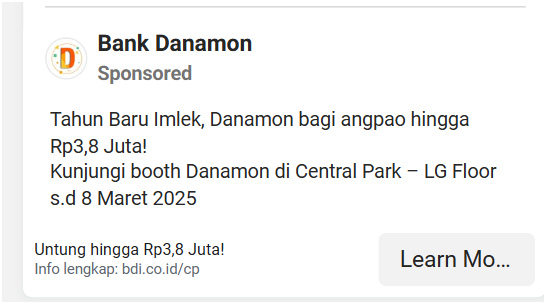 Bank Danamon
Sponsored
Tahun Baru Imlek, Danamon bagi angpao hingga
Rp3,8 Juta!
Kunjungi booth Danamon di Central Park – LG Floor
s.d 8 Maret 2025
Untung hingga Rp3,8 Juta!
Info lengkap: bdi.co.id/cp
Learn Mo...